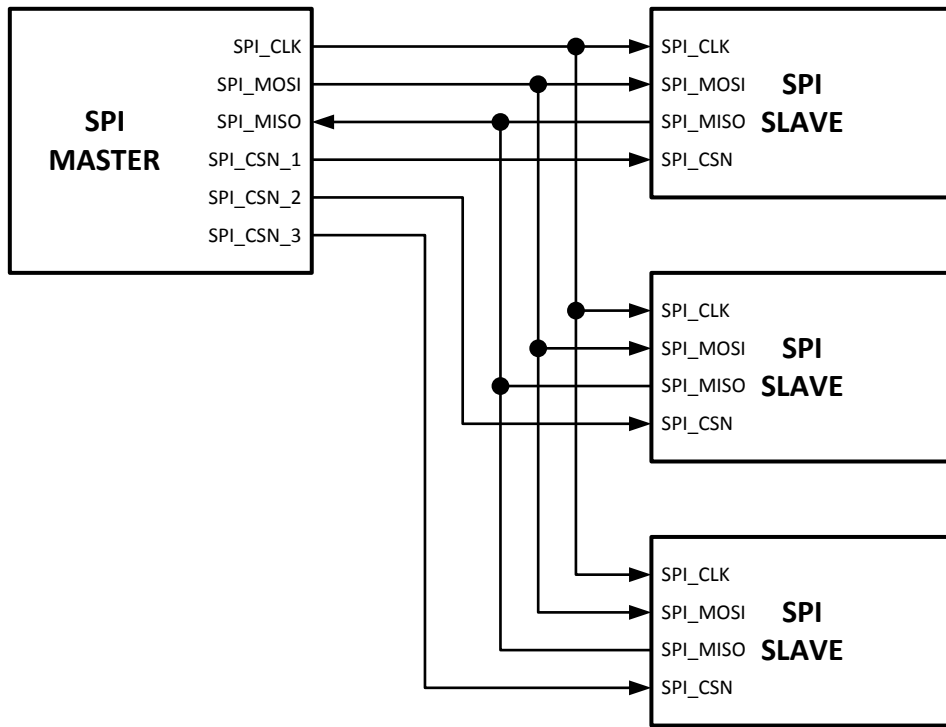 SPI_CLK
SPI_MOSI
SPI_MISO
SPI_CSN_1
SPI_CSN_2
SPI_CSN_3
SPI
MASTER
SPI_CLK
SPI_MOSI
SPI_MISO
SPI_CSN
SPI
SLAVE
SPI_CLK
SPI_MOSI
SPI_MISO
SPI_CSN
SPI
SLAVE
SPI_CLK
SPI_MOSI
SPI_MISO
SPI_CSN
SPI
SLAVE